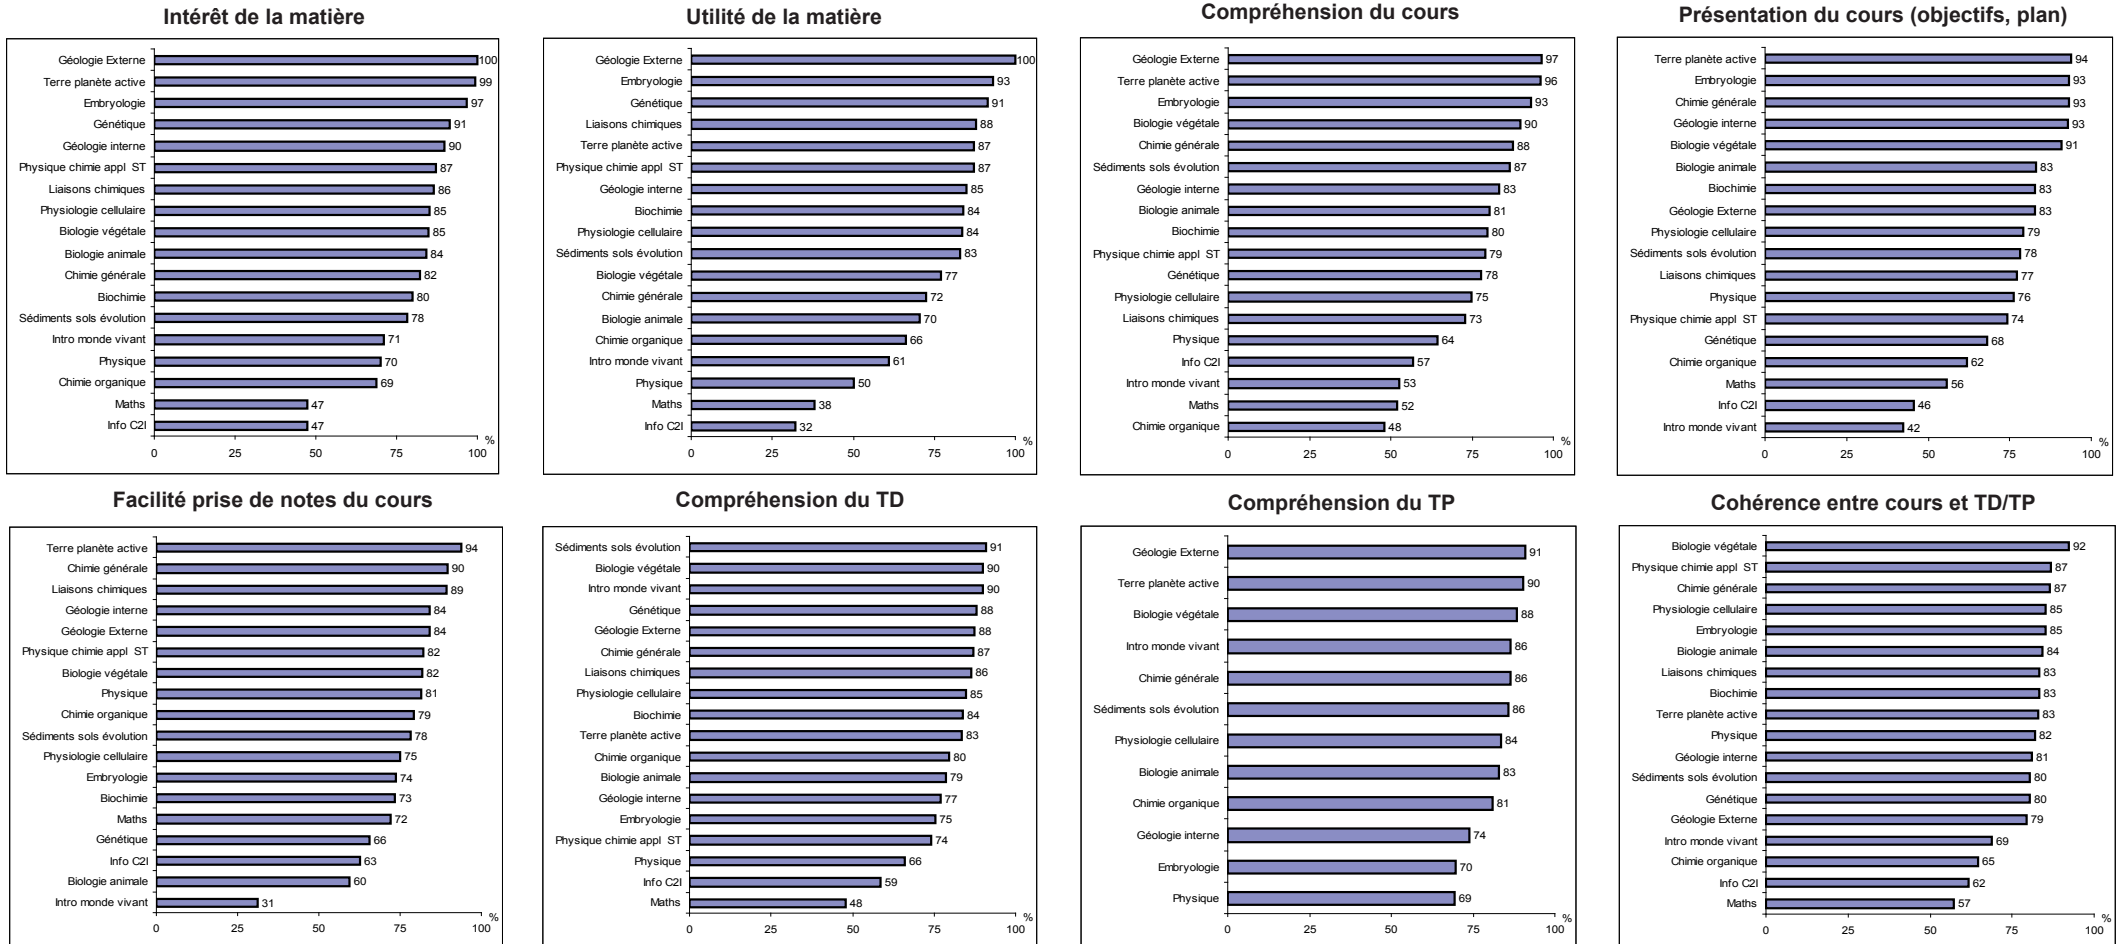 Intérêt de la matière
Géologie Externe 100
Terre planète active 99
Embryologie 97
Génétique 91
Géologie interne 90
Physique chimie appl ST 87
Liaisons chimiques 86
Physiologie cellulaire 85
Biologie végétale 85
Biologie animale 84
Chimie générale 82
Biochimie 80
Sédiments sols évolution 78
Intro monde vivant 71
Physique 70
Chimie organique 69
Maths 47
Info C2I 47
%
0 25 50 75 100
Utilité de la matière
Géologie Externe 100
Embryologie 93
Génétique 91
Liaisons chimiques 88
Terre planète active 87
Physique chimie appl ST 87
Géologie interne 85
Biochimie 84
Physiologie cellulaire 84
Sédiments sols évolution 83
Biologie végétale 77
Chimie générale 72
Biologie animale 70
Chimie organique 66
Intro monde vivant 61
Physique 50
Maths 38
Info C2I 32
%
0 25 50 75 100
Compréhension du cours
Géologie Externe 97
Terre planète active 96
Embryologie 93
Biologie végétale 90
Chimie générale 88
Sédiments sols évolution 87
Géologie interne 83
Biologie animale 81
Biochimie 80
Physique chimie appl ST 79
Génétique 78
Physiologie cellulaire 75
Liaisons chimiques 73
Physique 64
Info C2I 57
Intro monde vivant 53
Maths 52
Chimie organique 48
%
0 25 50 75 100
Présentation du cours (objectifs, plan)
Terre planète active 94
Embryologie 93
Chimie générale 93
Géologie interne 93
Biologie végétale 91
Biologie animale 83
Biochimie 83
Géologie Externe 83
Physiologie cellulaire 79
Sédiments sols évolution 78
Liaisons chimiques 77
Physique 76
Physique chimie appl ST 74
Génétique 68
Chimie organique 62
Maths 56
Info C2I 46
Intro monde vivant 42
%
0 25 50 75 100
Facilité prise de notes du cours
Terre planète active 94
Chimie générale 90
Liaisons chimiques 89
Géologie interne 84
Géologie Externe 84
Physique chimie appl ST 82
Biologie végétale 82
Physique 81
Chimie organique 79
Sédiments sols évolution 78
Physiologie cellulaire 75
Embryologie 74
Biochimie 73
Maths 72
Génétique 66
Info C2I 63
Biologie animale 60
Intro monde vivant 31
%
0 25 50 75 100
Compréhension du TD
Sédiments sols évolution 91
Biologie végétale 90
Intro monde vivant 90
Génétique 88
Géologie Externe 88
Chimie générale 87
Liaisons chimiques 86
Physiologie cellulaire 85
Biochimie 84
Terre planète active 83
Chimie organique 80
Biologie animale 79
Géologie interne 77
Embryologie 75
Physique chimie appl ST 74
Physique 66
Info C2I 59
Maths 48
%
0 25 50 75 100
Compréhension du TP
Géologie Externe 91
Terre planète active 90
Biologie végétale 88
Intro monde vivant 86
Chimie générale 86
Sédiments sols évolution 86
Physiologie cellulaire 84
Biologie animale 83
Chimie organique 81
Géologie interne 74
Embryologie 70
Physique 69
%
0 25 50 75 100
Cohérence entre cours et TD/TP
Biologie végétale 92
Physique chimie appl ST 87
Chimie générale 87
Physiologie cellulaire 85
Embryologie 85
Biologie animale 84
Liaisons chimiques 83
Biochimie 83
Terre planète active 83
Physique 82
Géologie interne 81
Sédiments sols évolution 80
Génétique 80
Géologie Externe 79
Intro monde vivant 69
Chimie organique 65
Info C2I 62
Maths 57
%
0 25 50 75 100